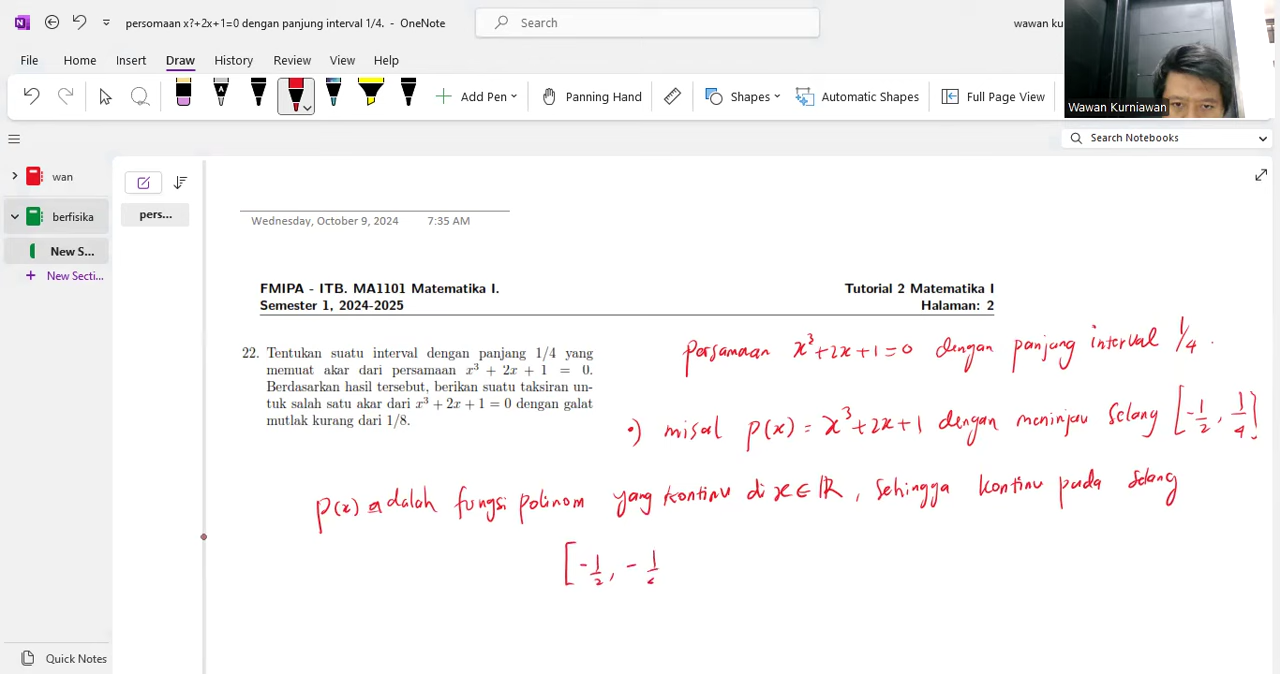 persomaan x?+2x+1=0 dengan panjung interval 1/4. - OneNote
Search
wawan ku
File Home Insert Draw History Review View Help
Add Pen
Panning Hand
Shapes
Automatic Shapes
Full Page View
Wawan Kurniawan
Search Notebooks
wan
berfisika
New S...
New Secti...
pers...
Wednesday, October 9, 2024 7:35 AM
FMIPA - ITB. MA1101 Matematika I. Tutorial 2 Matematika I
Semester 1, 2024-2025 Halaman: 2
22. Tentukan suatu interval dengan panjang 1/4 yang
memuat akar dari persamaan x³ + 2x + 1 = 0.
Berdasarkan hasil tersebut, berikan suatu taksiran un-
tuk salah satu akar dari x³ + 2x + 1 = 0 dengan galat
mutlak kurang dari 1/8.
persamaan x³+2x+1=0 dengan panjang interval 1/4.
•) misal p(x) = x³+2x+1 dengan meninjau selang [-1/2, 1/4]
p(x) adalah fungsi polinom yang kontinu di x∈ℝ, sehingga kontinu pada selang
[-1/2, -1/
Quick Notes